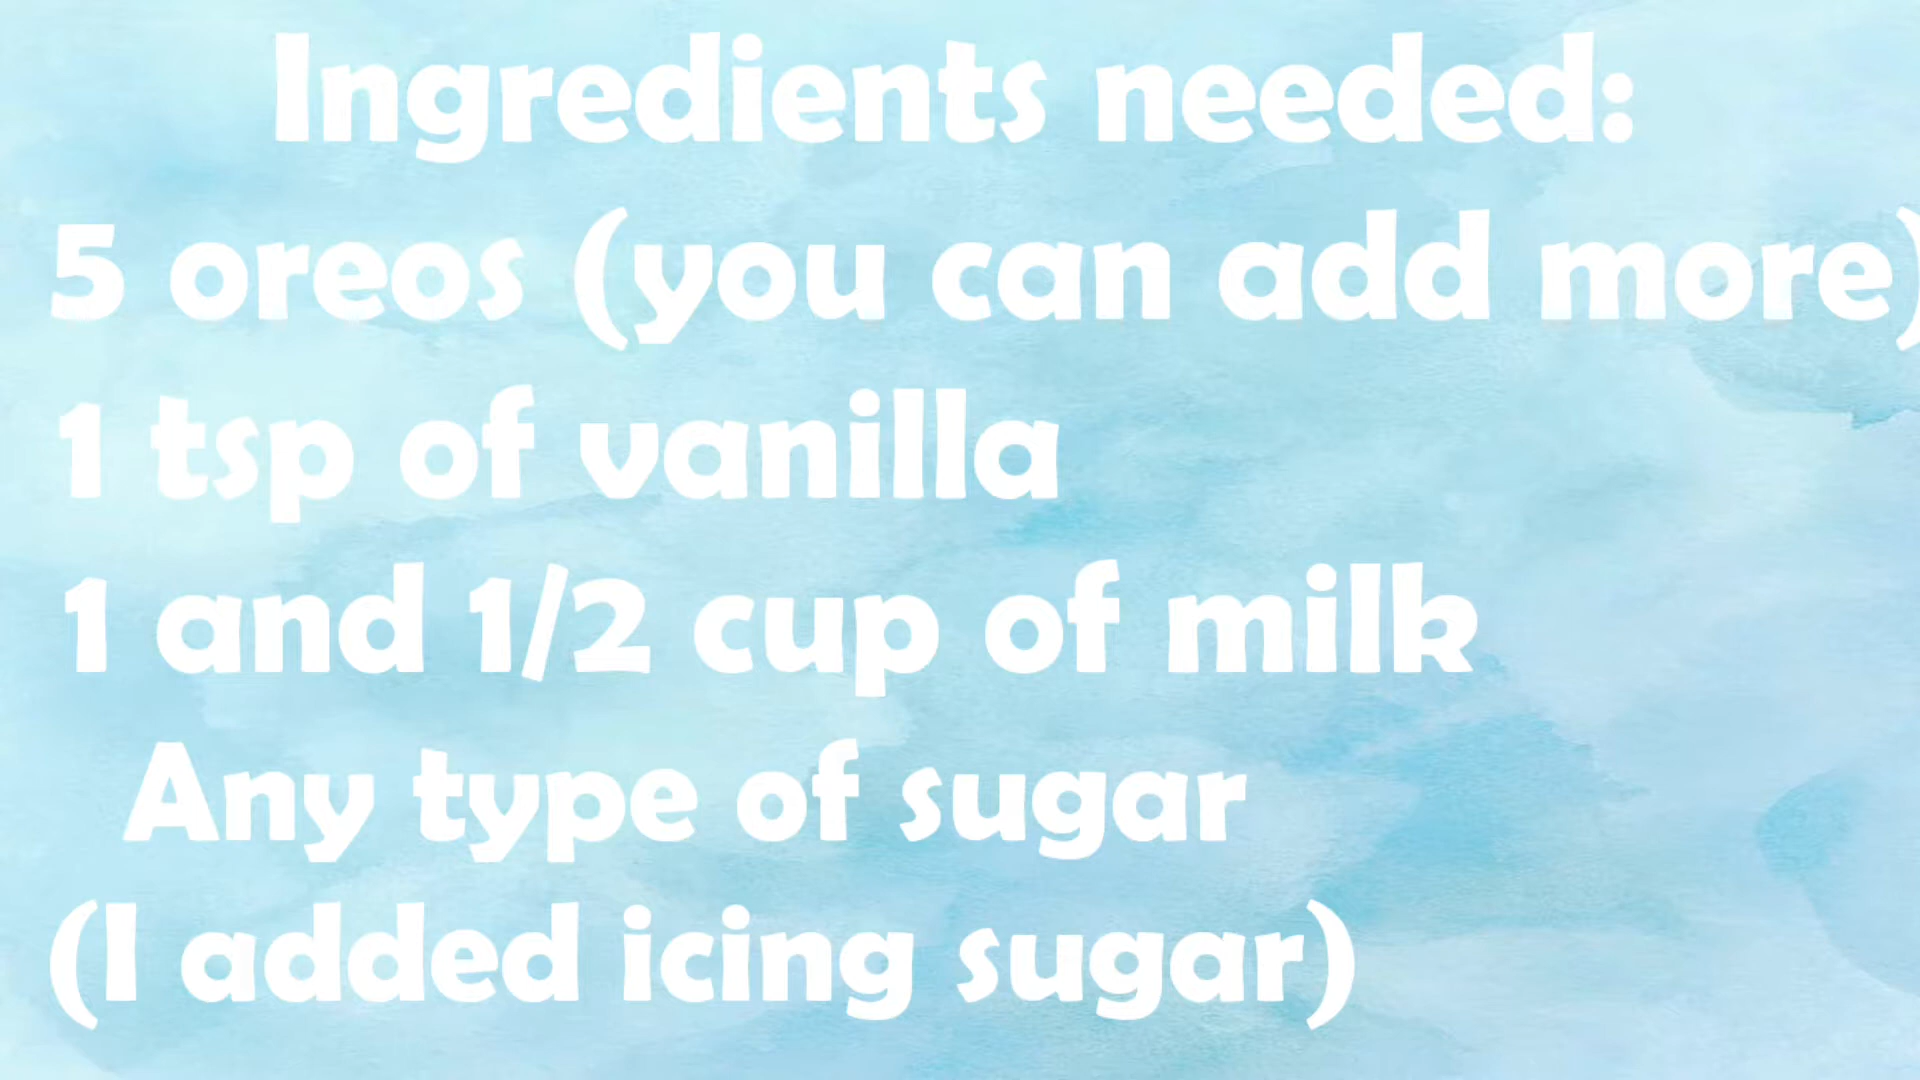 Ingredients needed:
5 oreos (you can add more)
1 tsp of vanilla
1 and 1/2 cup of milk
Any type of sugar
(I added icing sugar)